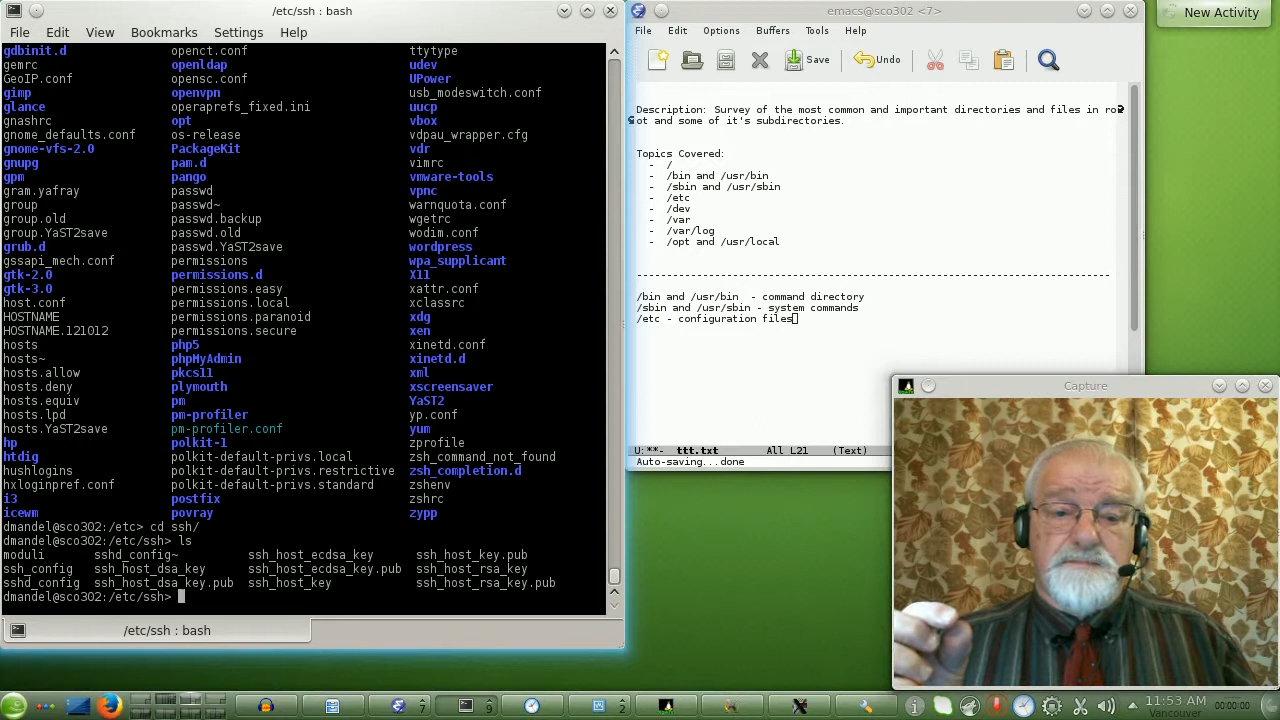 /etc/ssh : bash
File Edit View Bookmarks Settings Help
gdbinit.d openct.conf ttytype
gemrc openldap udev
GeoIP.conf opensc.conf UPower
gimp openvpn usb_modeswitch.conf
glance operaprefs_fixed.ini uucp
gnashrc opt vbox
gnome_defaults.conf os-release vdpau_wrapper.cfg
gnome-vfs-2.0 PackageKit vdr
gnupg pam.d vimrc
gpm pango vmware-tools
gram.yafray passwd vpnc
group passwd~ warnquota.conf
group.old passwd.backup wgetrc
group.YaST2save passwd.old wodim.conf
grub.d passwd.YaST2save wordpress
gssapi_mech.conf permissions wpa_supplicant
gtk-2.0 permissions.d X11
gtk-3.0 permissions.easy xattr.conf
host.conf permissions.local xclassrc
HOSTNAME permissions.paranoid xdg
HOSTNAME.121012 permissions.secure xen
hosts php5 xinetd.conf
hosts~ phpMyAdmin xinetd.d
hosts.allow pkcs11 xml
hosts.deny plymouth xscreensaver
hosts.equiv pm YaST2
hosts.lpd pm-profiler yp.conf
hosts.YaST2save pm-profiler.conf yum
hp polkit-1 zprofile
htdig polkit-default-privs.local zsh_command_not_found
hushlogins polkit-default-privs.restrictive zsh_completion.d
hxloginpref.conf polkit-default-privs.standard zshenv
i3 postfix zshrc
icewm povray zypp
dmandel@sco302:/etc> cd ssh/
dmandel@sco302:/etc/ssh> ls
moduli sshd_config~ ssh_host_ecdsa_key ssh_host_key.pub
ssh_config ssh_host_dsa_key ssh_host_ecdsa_key.pub ssh_host_rsa_key
sshd_config ssh_host_dsa_key.pub ssh_host_key ssh_host_rsa_key.pub
dmandel@sco302:/etc/ssh>
/etc/ssh : bash
emacs@sco302 <7>
File Edit Options Buffers Tools Help
Save Undo
Description: Survey of the most common and important directories and files in ro
ot and some of it's subdirectories.
Topics Covered:
- /
- /bin and /usr/bin
- /sbin and /usr/sbin
- /etc
- /dev
- /var
- /var/log
- /opt and /usr/local
--------------------------------------------------------------------------------
/bin and /usr/bin - command directory
/sbin and /usr/sbin - system commands
/etc - configuration files
U:**- ttt.txt All L21 (Text)
Auto-saving...done
New Activity
Capture
7
9
2
11:53 AM
Vancouver
00:00:00